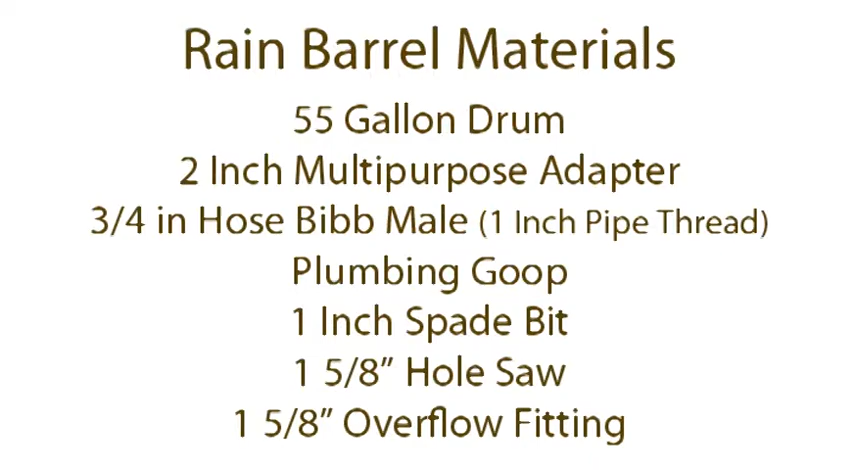 Rain Barrel Materials
55 Gallon Drum
2 Inch Multipurpose Adapter
3/4 in Hose Bibb Male (1 Inch Pipe Thread)
Plumbing Goop
1 Inch Spade Bit
1 5/8” Hole Saw
1 5/8” Overflow Fitting